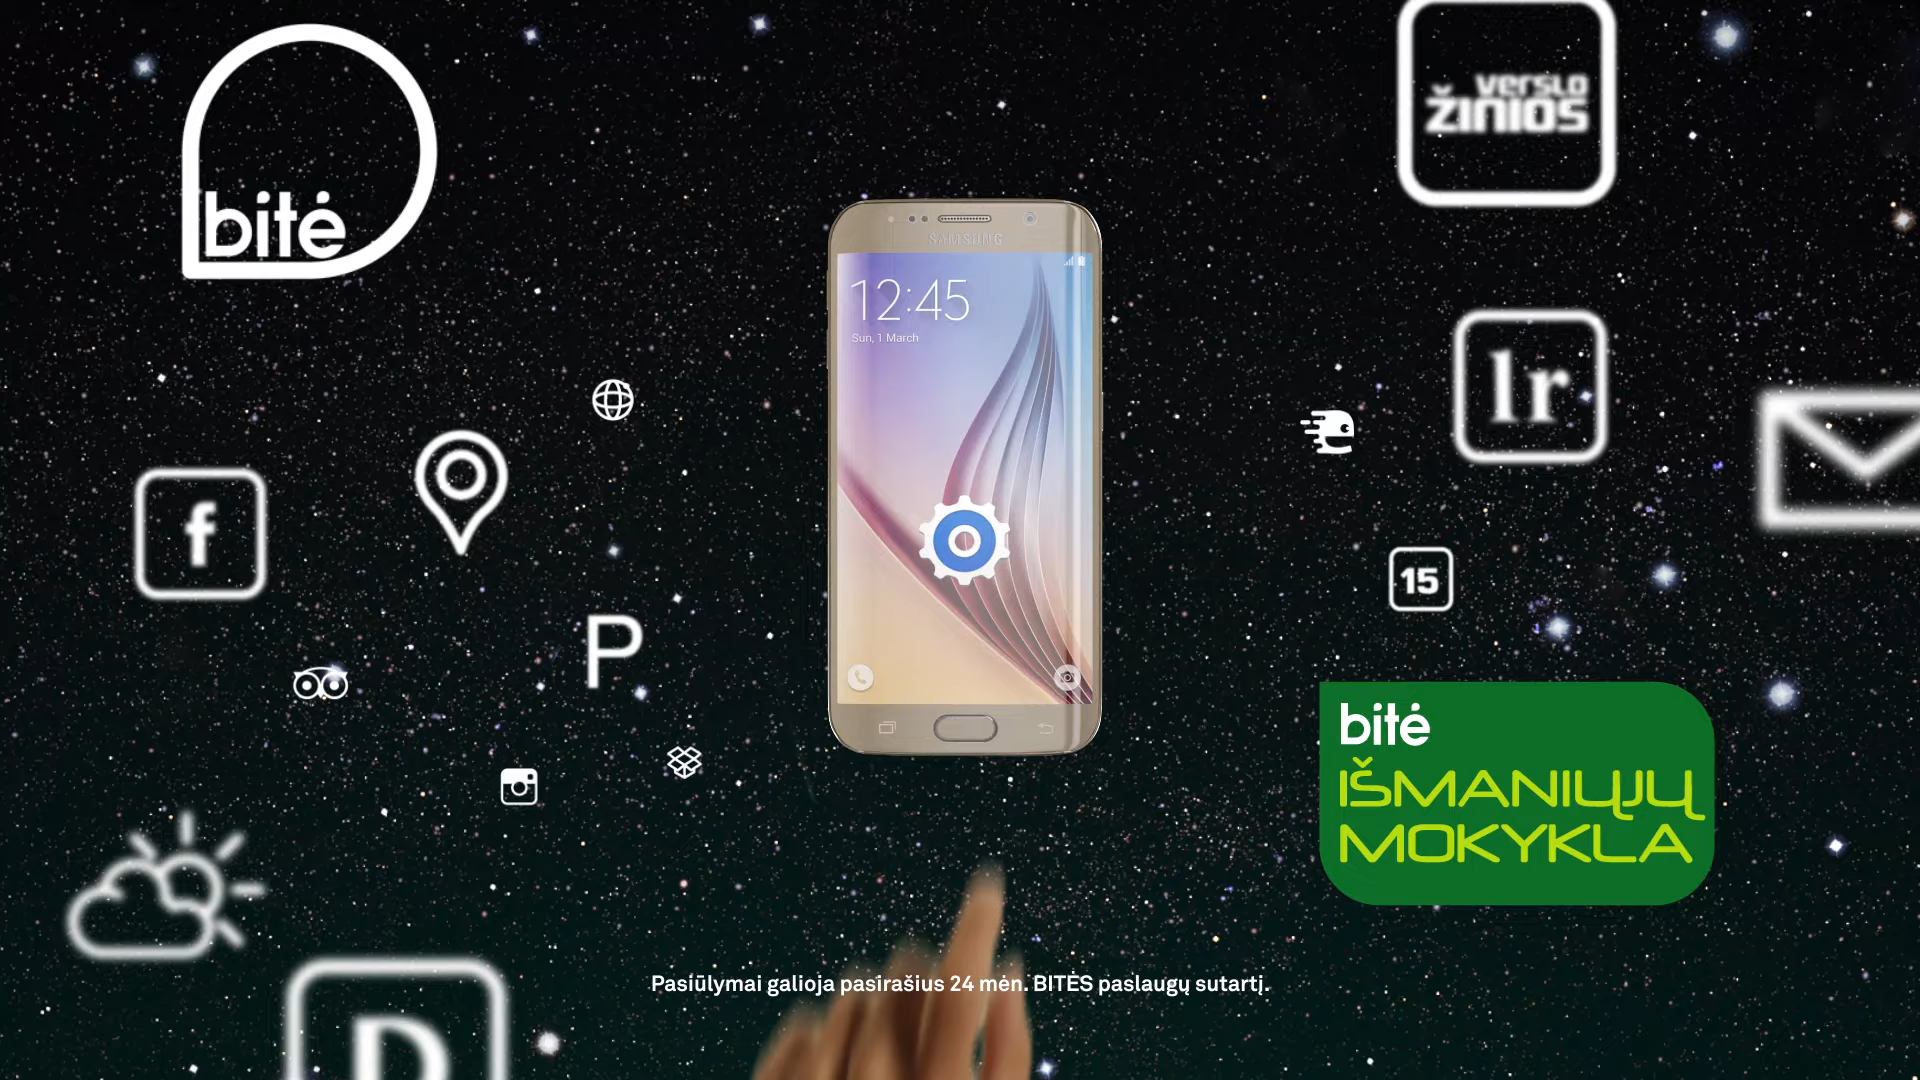 bitė
VERSLO
ŽINIOS
SAMSUNG
12:45
Sun, 1 March
lr
f
15
P
bitė
IŠMANIŲJŲ
MOKYKLA
Pasiūlymai galioja pasirašius 24 mėn. BITĖS paslaugų sutartį.
D